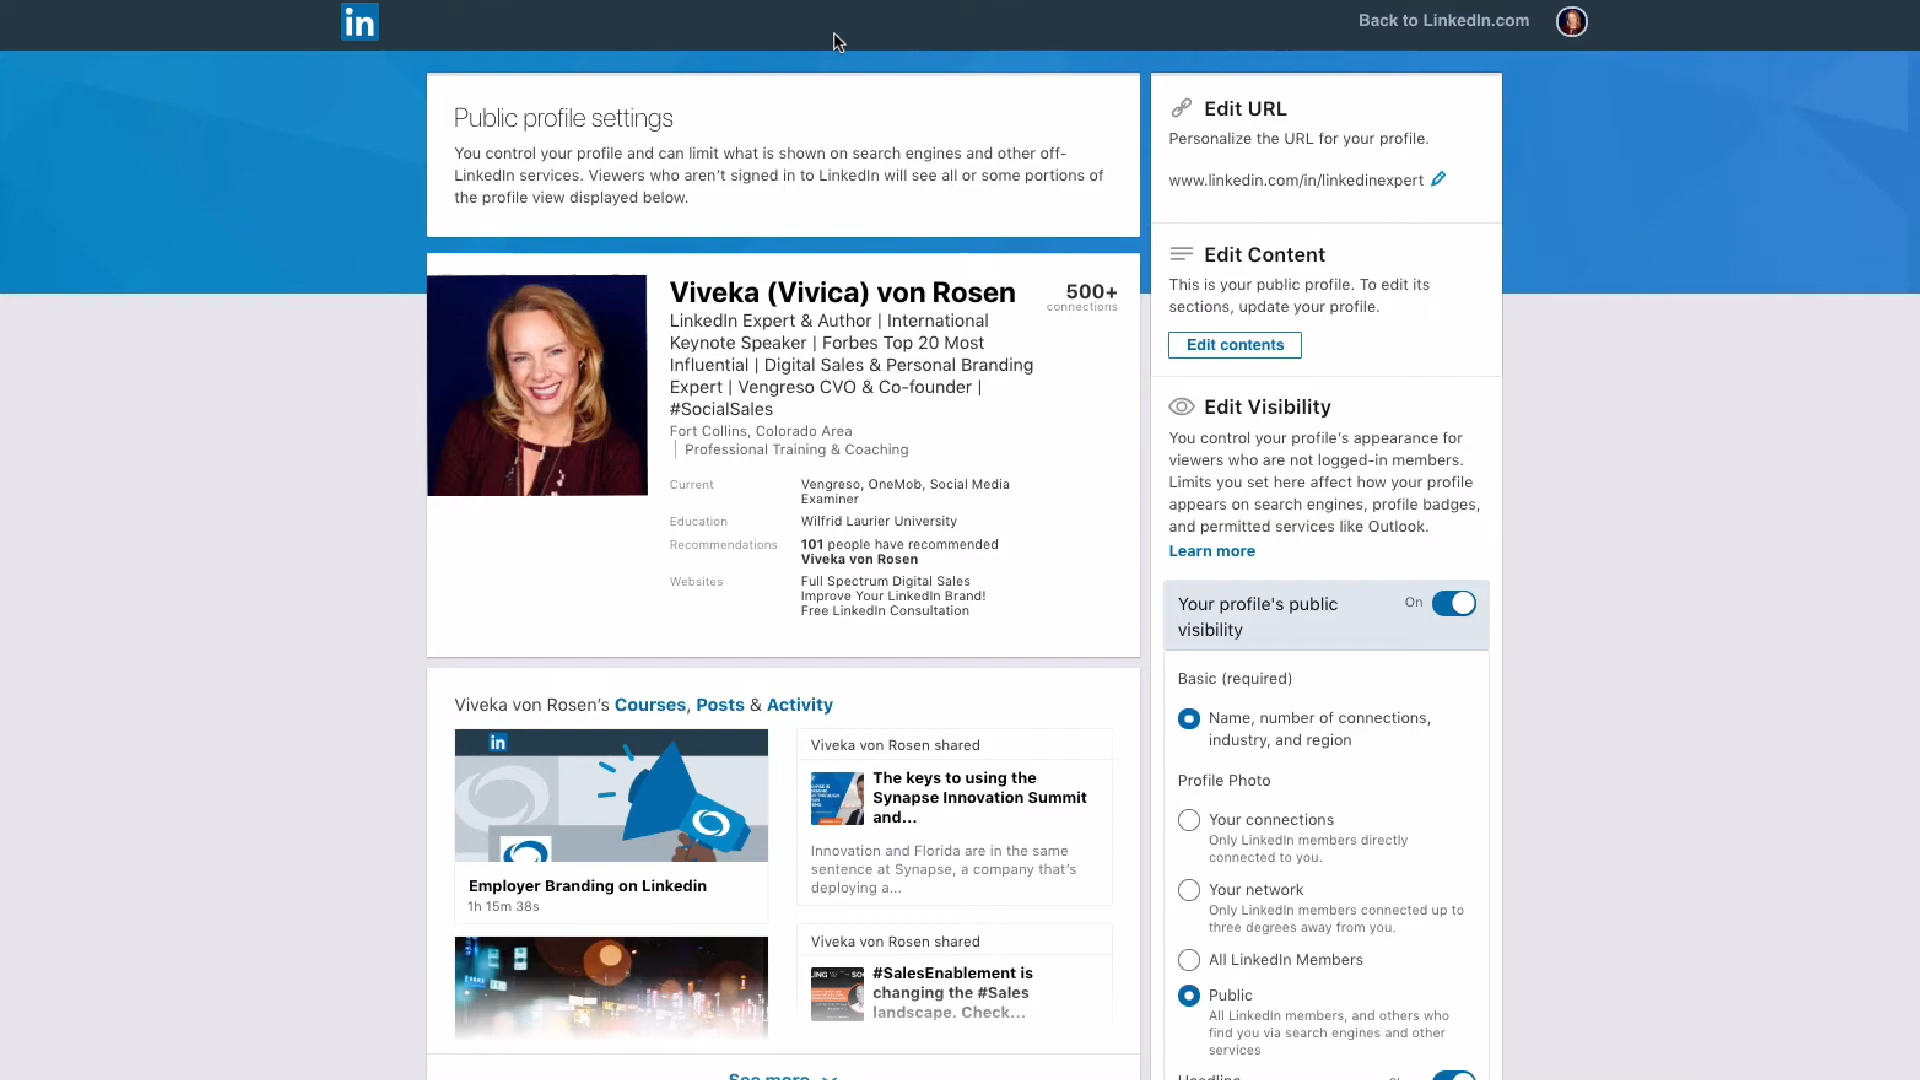 in
Back to LinkedIn.com
Public profile settings
You control your profile and can limit what is shown on search engines and other off-
LinkedIn services. Viewers who aren't signed in to LinkedIn will see all or some portions of
the profile view displayed below.
Viveka (Vivica) von Rosen
500+
connections
LinkedIn Expert & Author | International
Keynote Speaker | Forbes Top 20 Most
Influential | Digital Sales & Personal Branding
Expert | Vengreso CVO & Co-founder |
#SocialSales
Fort Collins, Colorado Area
Professional Training & Coaching
Current
Vengreso, OneMob, Social Media
Examiner
Education
Wilfrid Laurier University
Recommendations
101 people have recommended
Viveka von Rosen
Websites
Full Spectrum Digital Sales
Improve Your LinkedIn Brand!
Free LinkedIn Consultation
Viveka von Rosen's Courses, Posts & Activity
in
Employer Branding on Linkedin
1h 15m 38s
Viveka von Rosen shared
The keys to using the
Synapse Innovation Summit
and...
Innovation and Florida are in the same
sentence at Synapse, a company that's
deploying a...
Viveka von Rosen shared
#SalesEnablement is
changing the #Sales
landscape. Check...
See more
Edit URL
Personalize the URL for your profile.
www.linkedin.com/in/linkedinexpert
Edit Content
This is your public profile. To edit its
sections, update your profile.
Edit contents
Edit Visibility
You control your profile's appearance for
viewers who are not logged-in members.
Limits you set here affect how your profile
appears on search engines, profile badges,
and permitted services like Outlook.
Learn more
Your profile's public
visibility
On
Basic (required)
Name, number of connections,
industry, and region
Profile Photo
Your connections
Only LinkedIn members directly
connected to you.
Your network
Only LinkedIn members connected up to
three degrees away from you.
All LinkedIn Members
Public
All LinkedIn members, and others who
find you via search engines and other
services
Headline